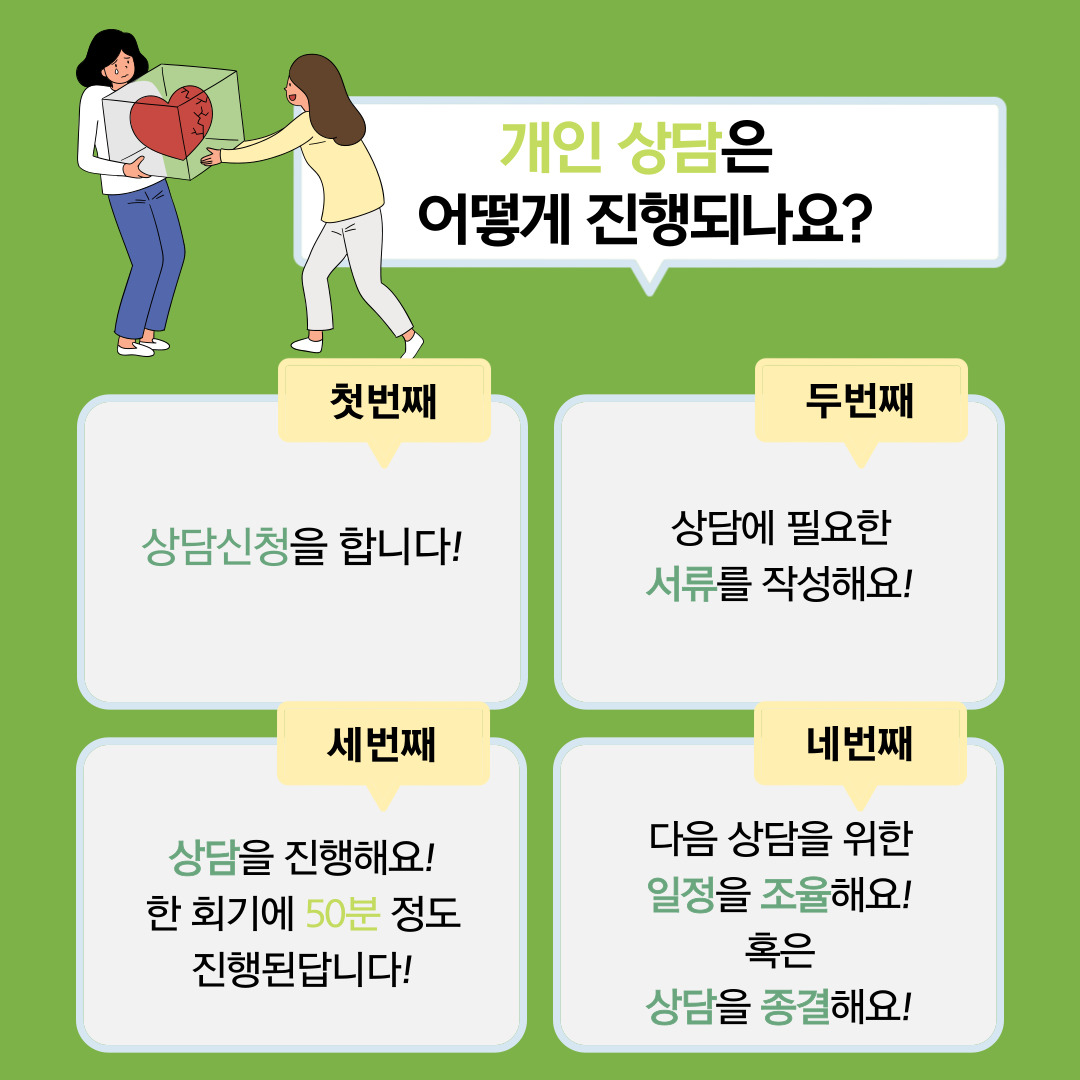 개인 상담은
어떻게 진행되나요?
첫번째
상담신청을 합니다!
두번째
상담에 필요한
서류를 작성해요!
세번째
상담을 진행해요!
한 회기에 50분 정도
진행된답니다!
네번째
다음 상담을 위한
일정을 조율해요!
혹은
상담을 종결해요!